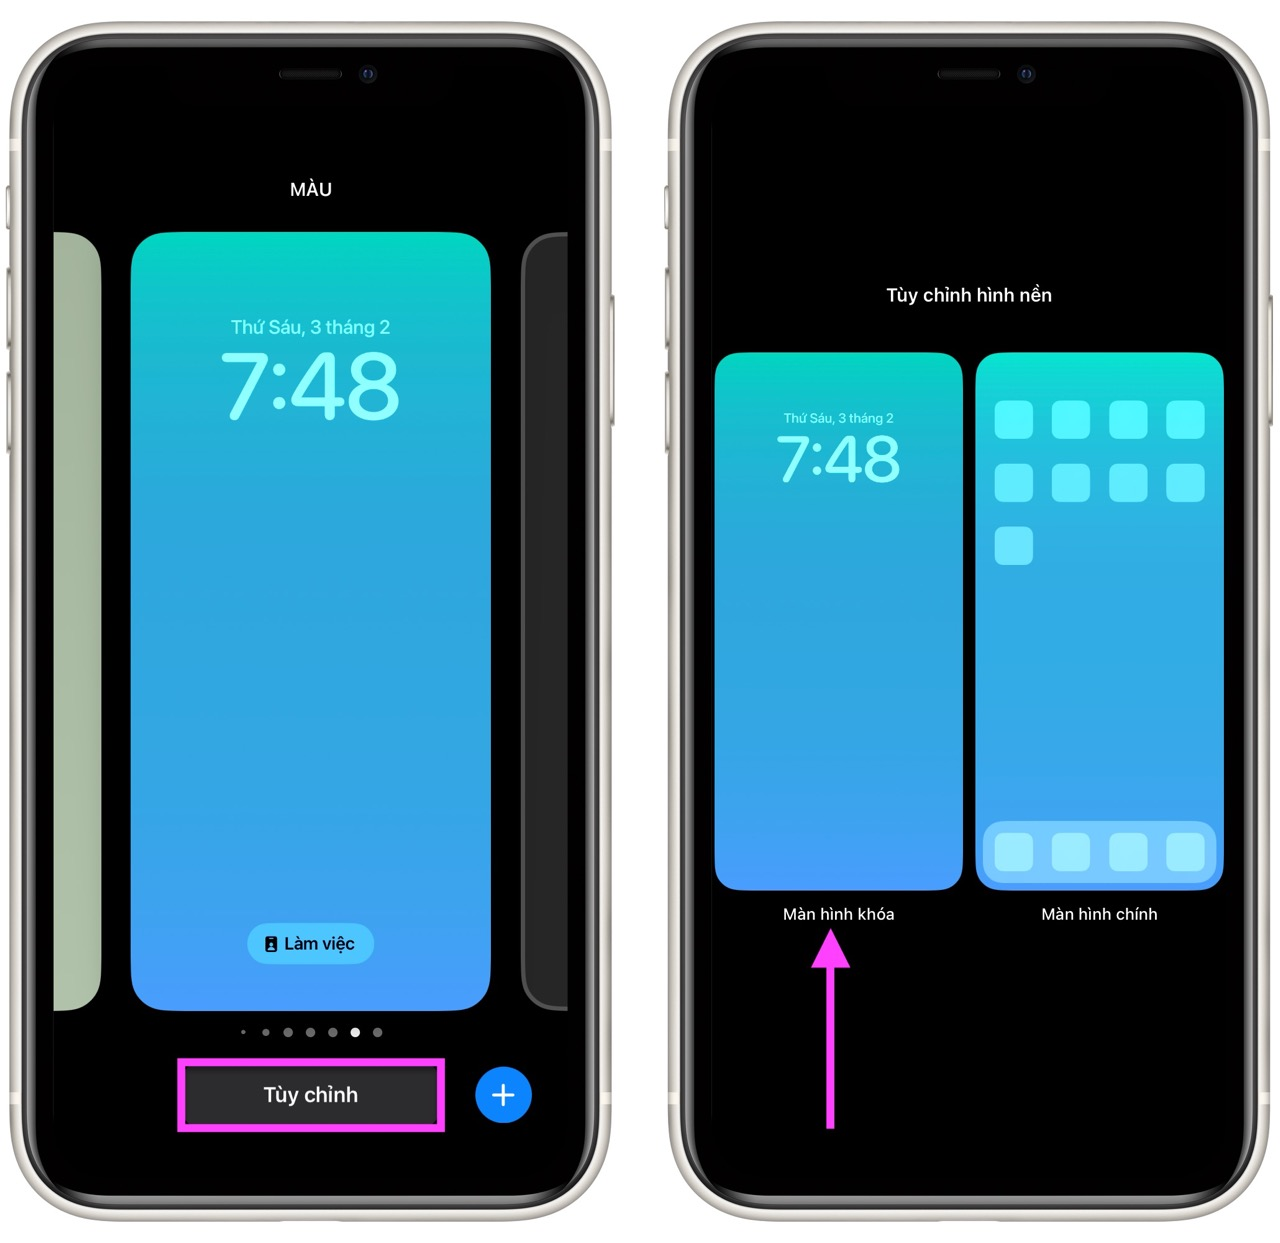 MÀU
Thứ Sáu, 3 tháng 2
7:48
Làm việc
Tùy chỉnh
Tùy chỉnh hình nền
Thứ Sáu, 3 tháng 2
7:48
Màn hình khóa
Màn hình chính